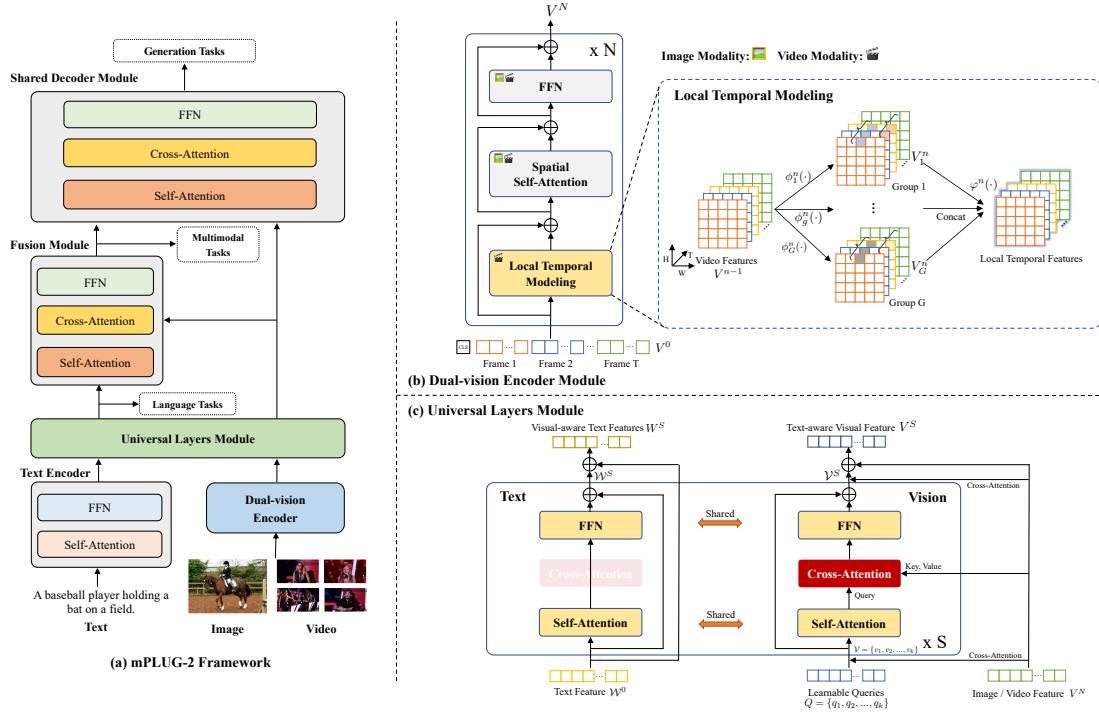 Generation Tasks
Shared Decoder Module
FFN
Cross-Attention
Self-Attention
Fusion Module
Multimodal
Tasks
FFN
Cross-Attention
Self-Attention
Language Tasks
Universal Layers Module
Text Encoder
FFN
Self-Attention
Dual-vision
Encoder
A baseball player holding a
bat on a field.
Text
Image
Video
(a) mPLUG-2 Framework
V^N
x N
FFN
Spatial
Self-Attention
Local Temporal
Modeling
CLS
... ... ...
V^0
Frame 1
Frame 2
Frame T
(b) Dual-vision Encoder Module
Image Modality:
Video Modality:
Local Temporal Modeling
H
T
W
Video Features
V^{n-1}
ϕ_1^n(·)
ϕ_g^n(·)
ϕ_G^n(·)
V_1^n
Group 1
...
V_G^n
Group G
φ^n(·)
Concat
Local Temporal Features
(c) Universal Layers Module
Visual-aware Text Features W^S
Text-aware Visual Feature V^S
...
...
𝒲^S
𝒱^S
Cross-Attention
Text
Vision
FFN
Shared
FFN
Cross-Attention
Cross-Attention
Key, Value
Query
Self-Attention
Shared
Self-Attention
x S
𝒱 = {v_1, v_2, ..., v_k}
Cross-Attention
...
...
...
Text Feature 𝒲^0
Learnable Queries
Q = {q_1, q_2, ..., q_k}
Image / Video Feature V^N